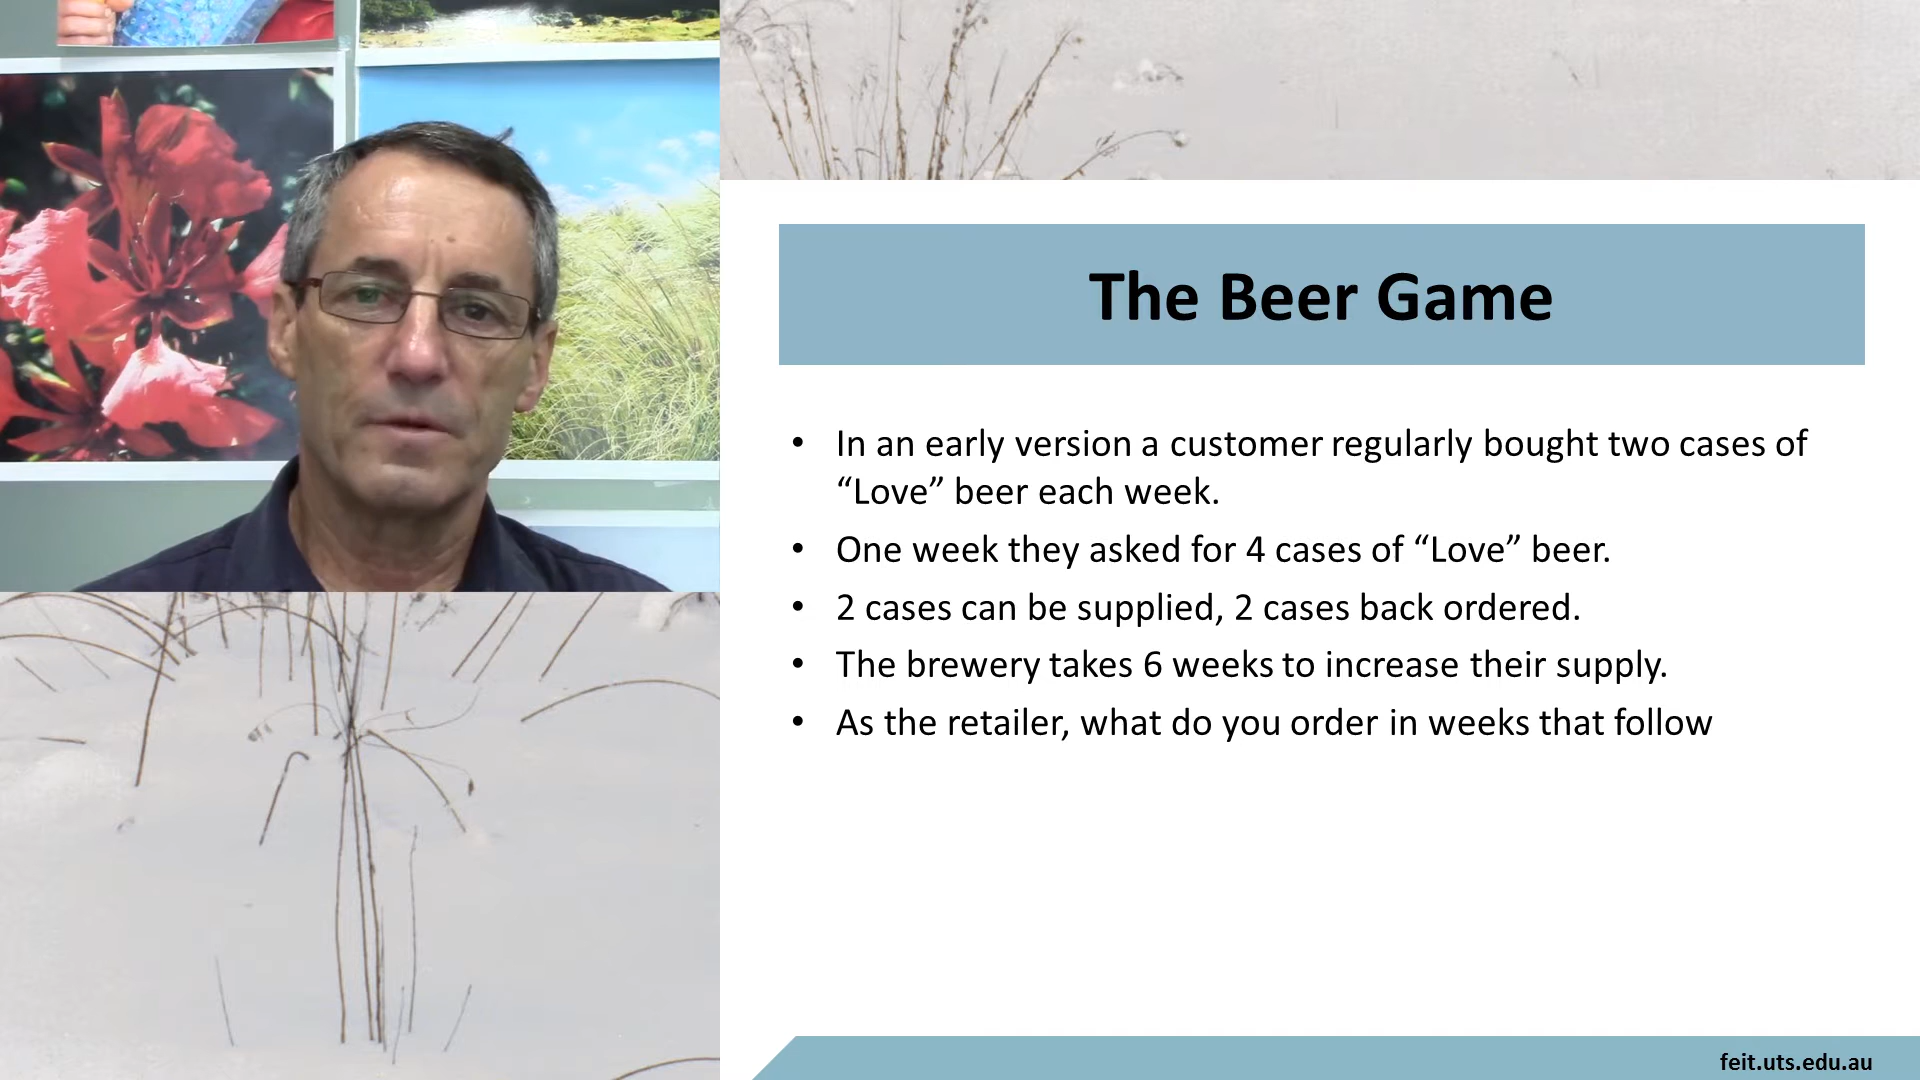 The Beer Game
• In an early version a customer regularly bought two cases of
“Love” beer each week.
• One week they asked for 4 cases of “Love” beer.
• 2 cases can be supplied, 2 cases back ordered.
• The brewery takes 6 weeks to increase their supply.
• As the retailer, what do you order in weeks that follow
feit.uts.edu.au